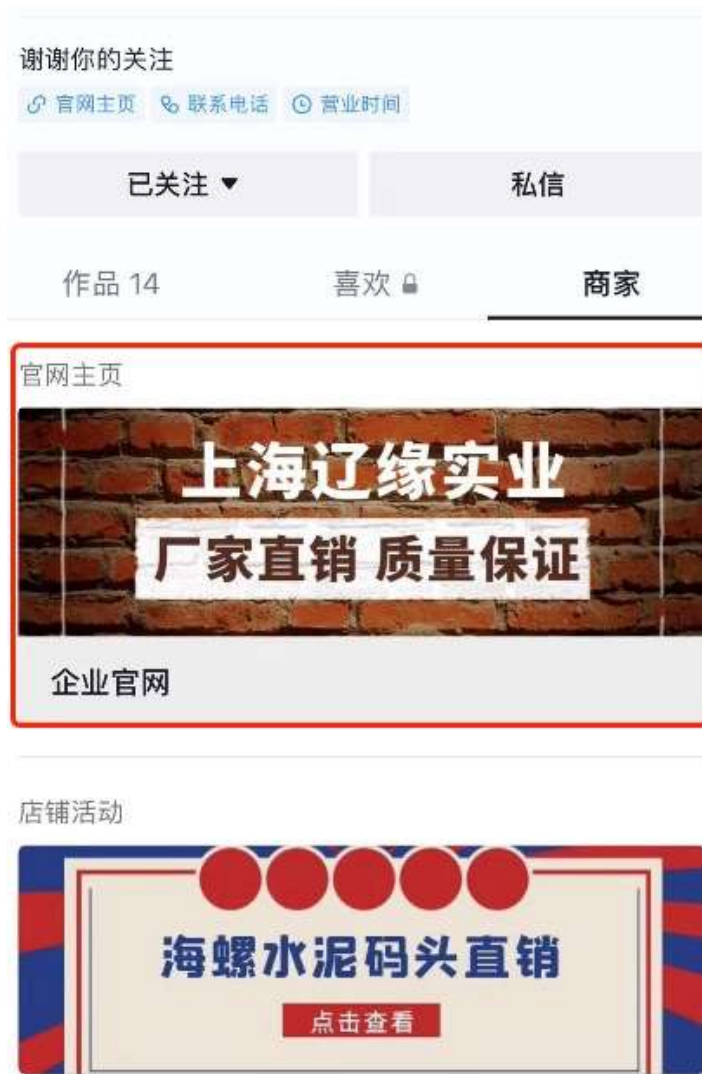 谢谢你的关注
官网主页 联系电话 营业时间
已关注 私信
作品 14 喜欢 商家
官网主页
上海辽缘实业
厂家直销 质量保证
企业官网
店铺活动
海螺水泥码头直销
点击查看